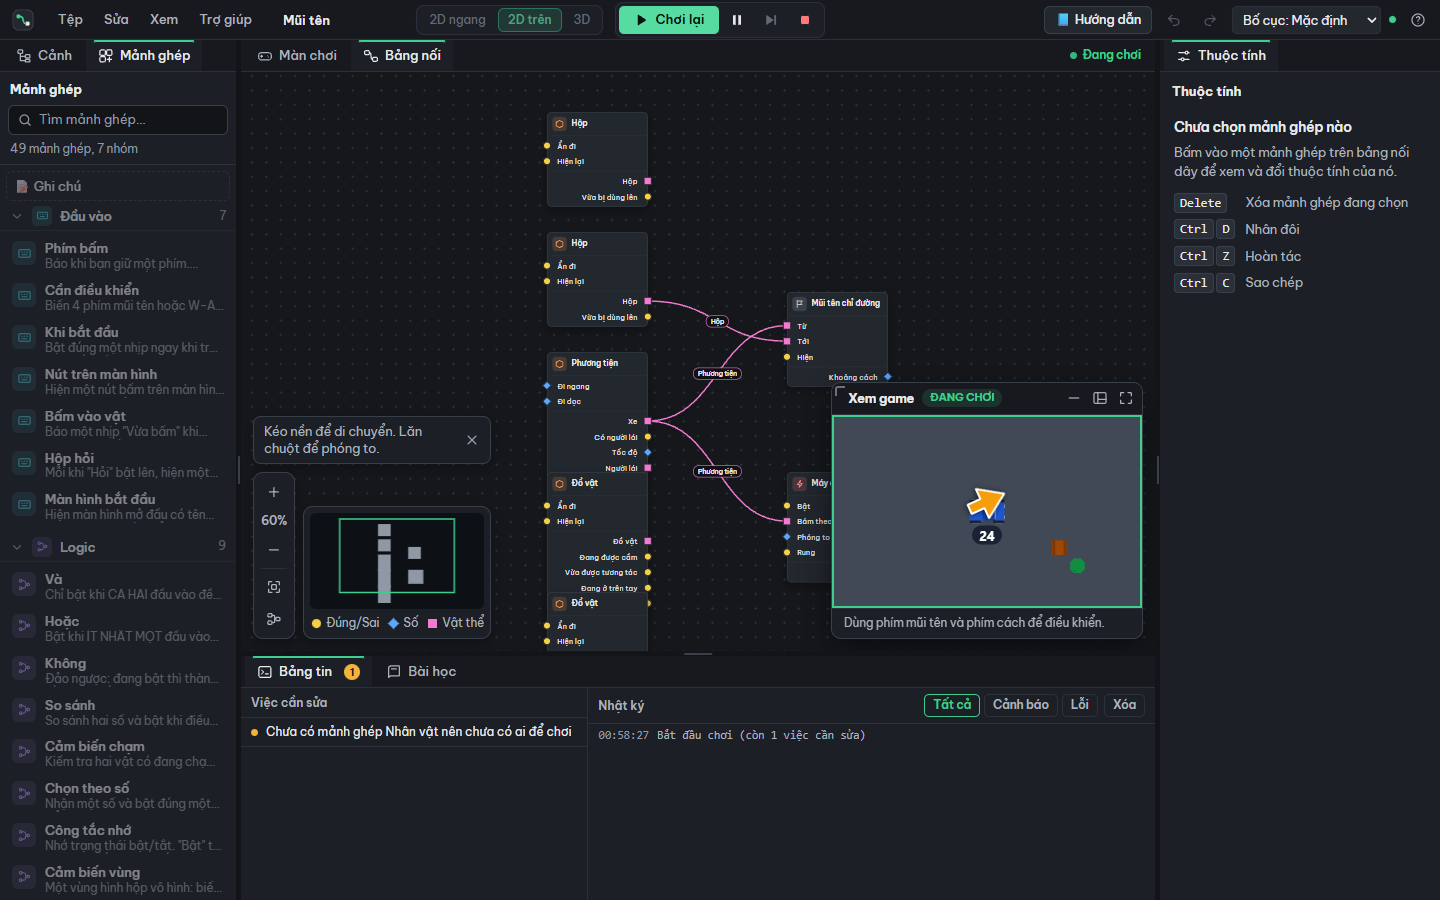 Tệp Sửa Xem Trợ giúp Mũi tên
2D ngang 2D trên 3D
Chơi lại
Hướng dẫn
Bố cục: Mặc định
Cảnh Mảnh ghép
Mảnh ghép
Tìm mảnh ghép...
49 mảnh ghép, 7 nhóm
Ghi chú
Đầu vào 7
Phím bấm
Báo khi bạn giữ một phím....
Cần điều khiển
Biến 4 phím mũi tên hoặc W-A...
Khi bắt đầu
Bật đúng một nhịp ngay khi tr...
Nút trên màn hình
Hiện một nút bấm trên màn hìn...
Bấm vào vật
Báo một nhịp "Vừa bấm" khi...
Hộp hỏi
Mỗi khi "Hỏi" bật lên, hiện một...
Màn hình bắt đầu
Hiện màn hình mở đầu có tên...
Logic 9
Và
Chỉ bật khi CẢ HAI đầu vào đề...
Hoặc
Bật khi ÍT NHẤT MỘT đầu vào...
Không
Đảo ngược: đang bật thì thàn...
So sánh
So sánh hai số và bật khi điều...
Cảm biến chạm
Kiểm tra hai vật có đang chạ...
Chọn theo số
Nhận một số và bật đúng một...
Công tắc nhớ
Nhớ trạng thái bật/tắt. "Bật" t...
Cảm biến vùng
Một vùng hình hộp vô hình: biế...
Màn chơi Bảng nối
Đang chơi
Hộp
Ẩn đi
Hiện lại
Hộp
Vừa bị dùng lên
Hộp
Ẩn đi
Hiện lại
Hộp
Vừa bị dùng lên
Phương tiện
Đi ngang
Đi dọc
Xe
Có người lái
Tốc độ
Người lái
Đồ vật
Ẩn đi
Hiện lại
Đồ vật
Đang được cầm
Vừa được tương tác
Đang ở trên tay
Đồ vật
Ẩn đi
Hiện lại
Hộp
Phương tiện
Phương tiện
Mũi tên chỉ đường
Từ
Tới
Hiện
Khoảng cách
Máy
Bật
Bám theo
Phóng to
Rung
Kéo nền để di chuyển. Lăn
chuột để phóng to.
60%
Đúng/Sai Số Vật thể
Xem game ĐANG CHƠI
24
Dùng phím mũi tên và phím cách để điều khiển.
Bảng tin 1 Bài học
Việc cần sửa
Chưa có mảnh ghép Nhân vật nên chưa có ai để chơi
Nhật ký
Tất cả Cảnh báo Lỗi Xóa
00:58:27 Bắt đầu chơi (còn 1 việc cần sửa)
Thuộc tính
Thuộc tính
Chưa chọn mảnh ghép nào
Bấm vào một mảnh ghép trên bảng nối
dây để xem và đổi thuộc tính của nó.
Delete Xóa mảnh ghép đang chọn
Ctrl D Nhân đôi
Ctrl Z Hoàn tác
Ctrl C Sao chép